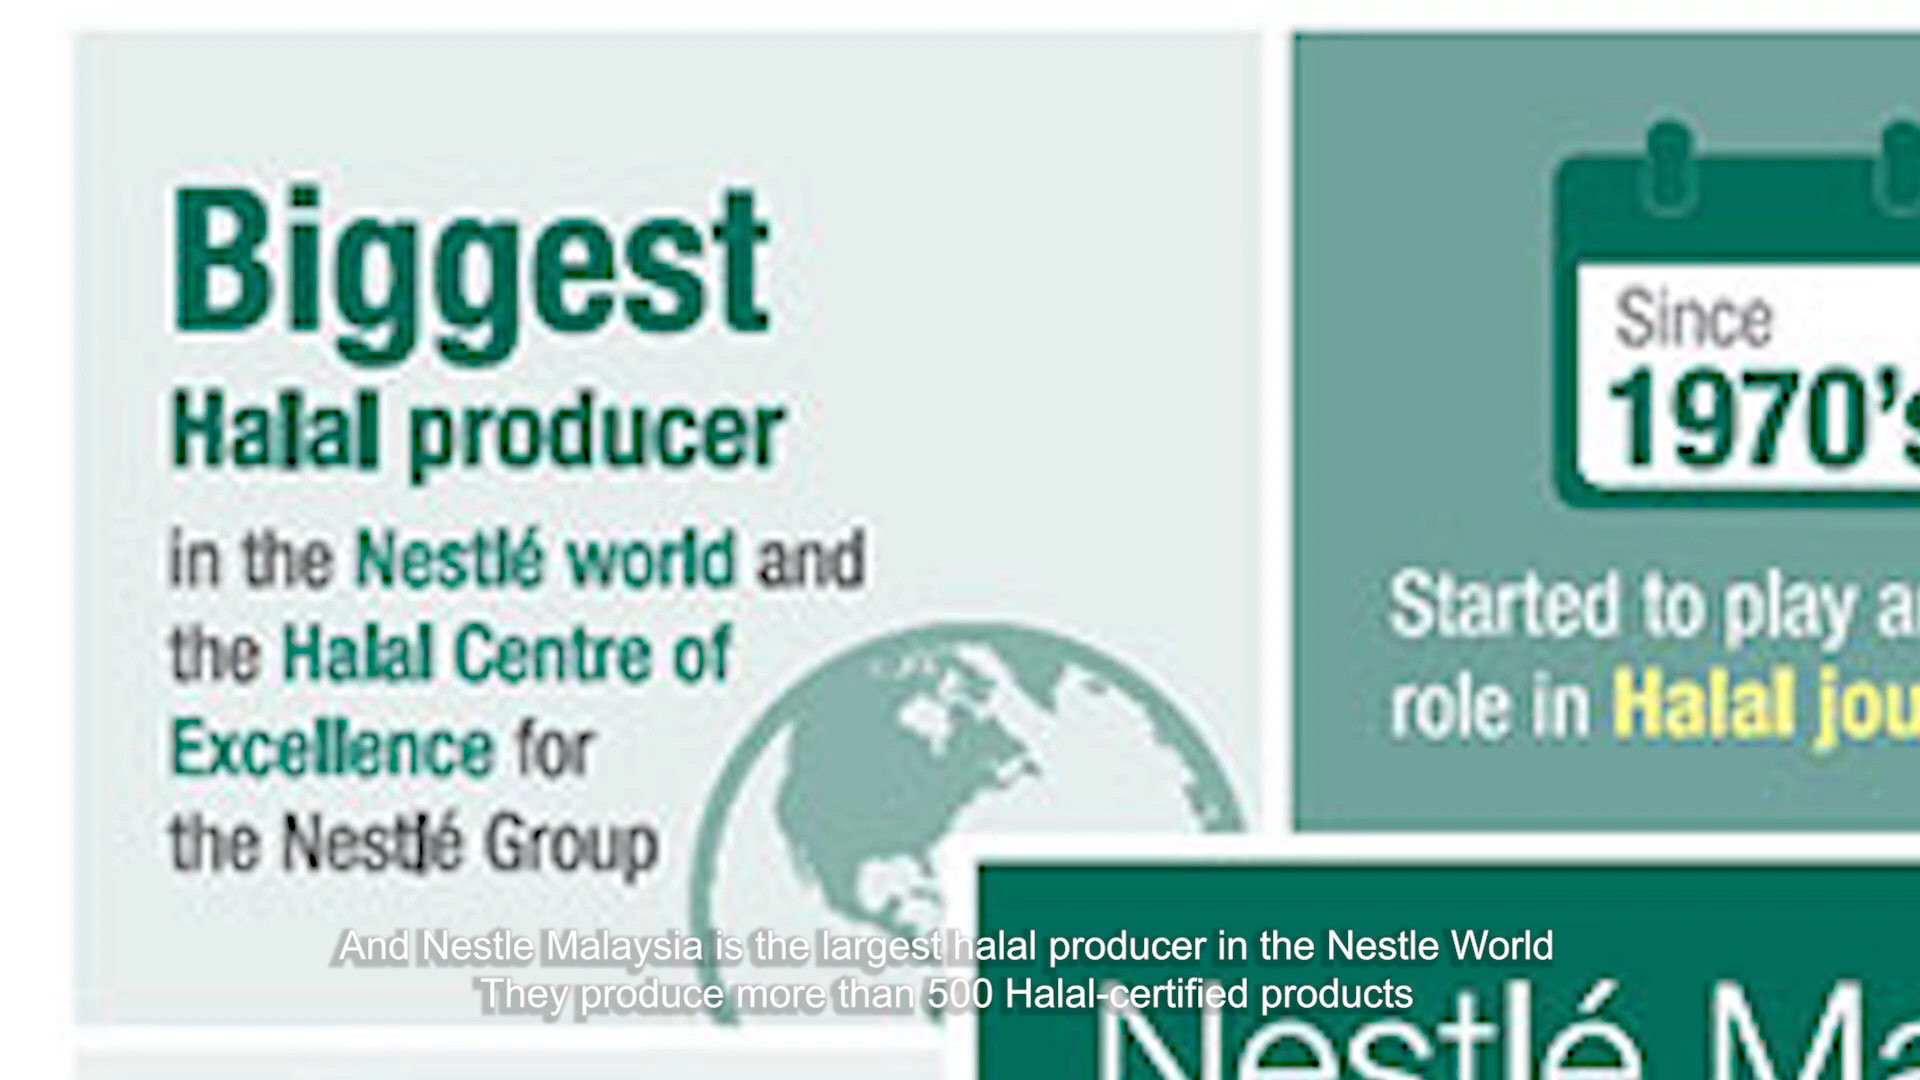 Biggest
Halal producer
in the Nestlé world and
the Halal Centre of
Excellence for
the Nestlé Group
Since
1970's
Started to play
role in Halal
Nestlé
And Nestle Malaysia is the largest halal producer in the Nestle World
They produce more than 500 Halal-certified products